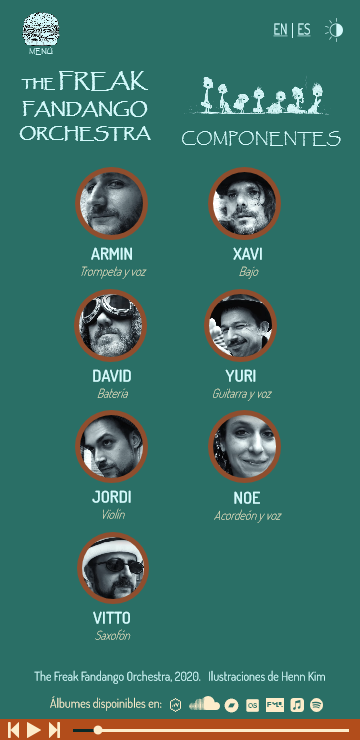 MENÚ
EN | ES
THE FREAK
FANDANGO
ORCHESTRA
COMPONENTES
ARMIN
Trompeta y voz
XAVI
Bajo
DAVID
Batería
YURI
Guitarra y voz
JORDI
Violín
NOE
Acordeón y voz
VITTO
Saxofón
The Freak Fandango Orchestra, 2020. Ilustraciones de Henn Kim
Álbumes dispoinibles en: